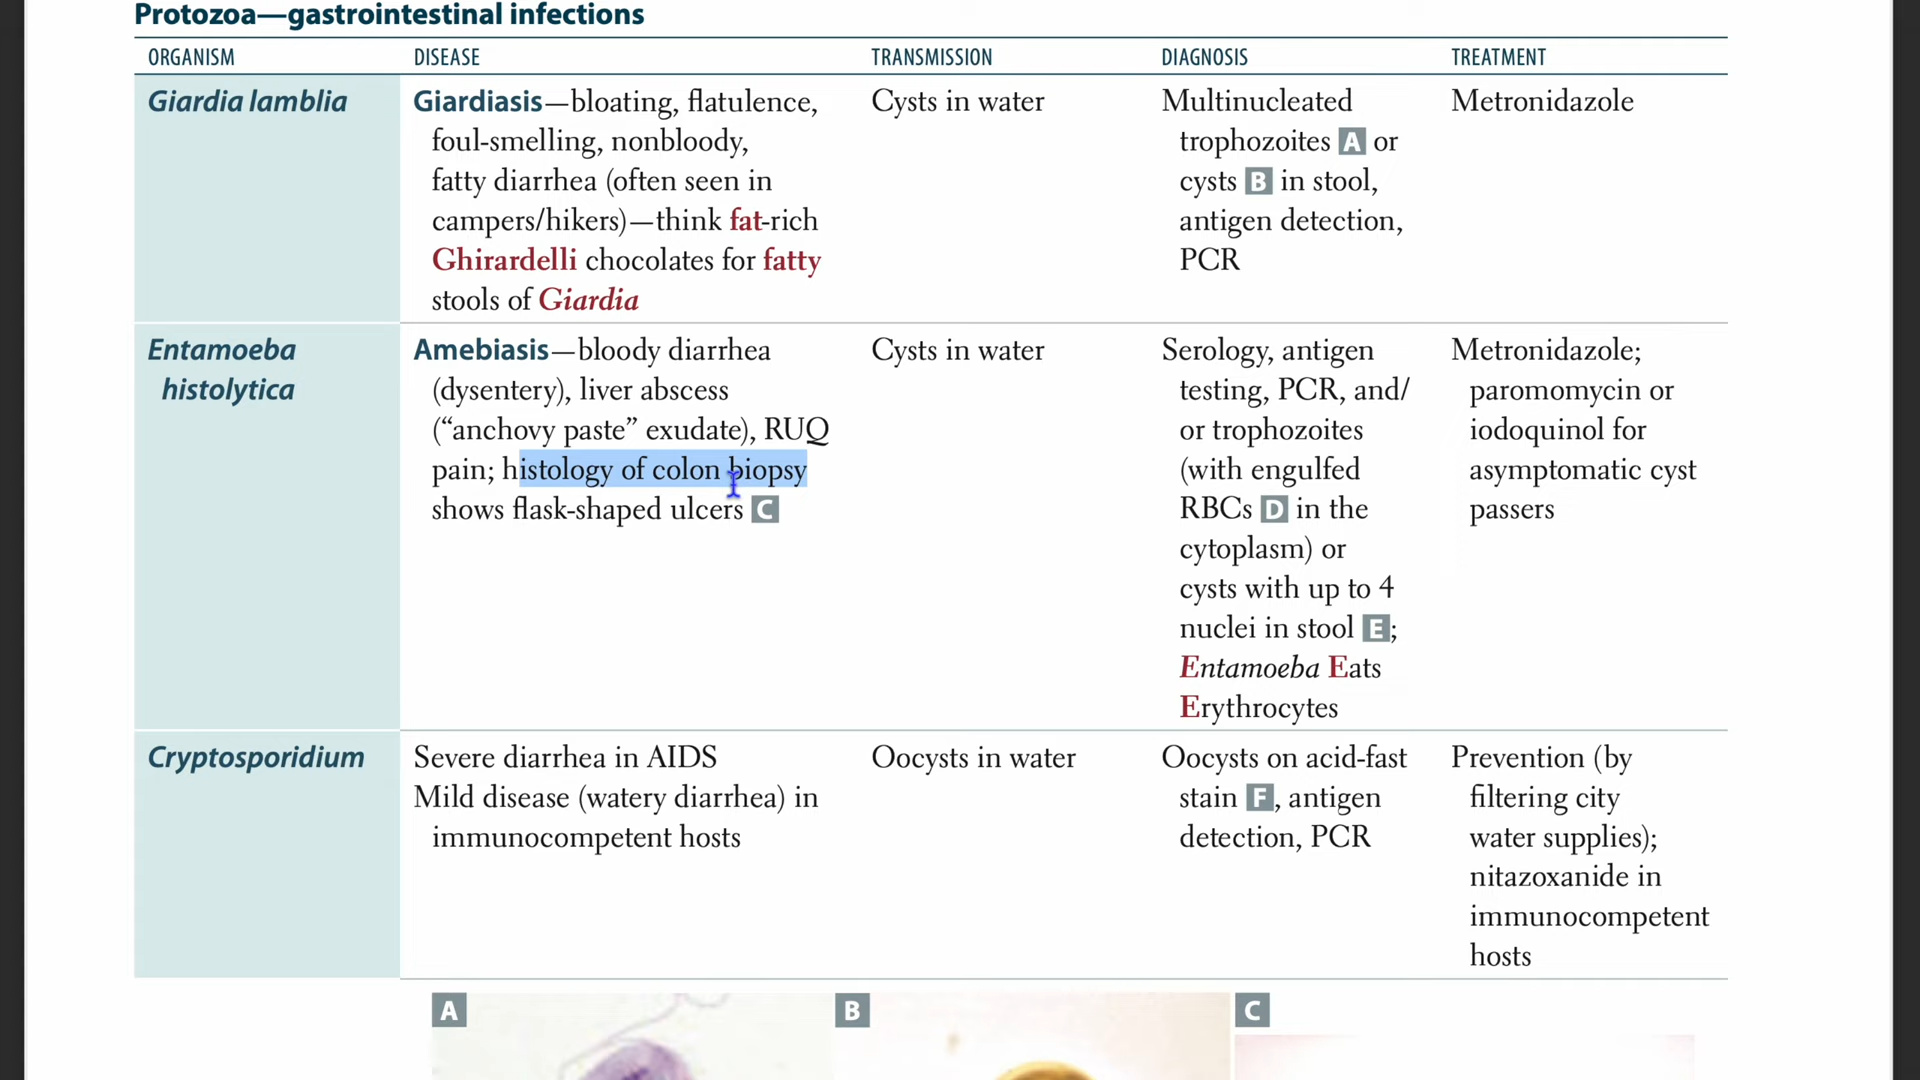 Protozoa—gastrointestinal infections
ORGANISM DISEASE TRANSMISSION DIAGNOSIS TREATMENT
Giardia lamblia
Giardiasis—bloating, flatulence,
foul-smelling, nonbloody,
fatty diarrhea (often seen in
campers/hikers)—think fat-rich
Ghirardelli chocolates for fatty
stools of Giardia
Cysts in water
Multinucleated
trophozoites A or
cysts B in stool,
antigen detection,
PCR
Metronidazole
Entamoeba
histolytica
Amebiasis—bloody diarrhea
(dysentery), liver abscess
(“anchovy paste” exudate), RUQ
pain; histology of colon biopsy
shows flask-shaped ulcers C
Cysts in water
Serology, antigen
testing, PCR, and/
or trophozoites
(with engulfed
RBCs D in the
cytoplasm) or
cysts with up to 4
nuclei in stool E;
Entamoeba Eats
Erythrocytes
Metronidazole;
paromomycin or
iodoquinol for
asymptomatic cyst
passers
Cryptosporidium
Severe diarrhea in AIDS
Mild disease (watery diarrhea) in
immunocompetent hosts
Oocysts in water
Oocysts on acid-fast
stain F, antigen
detection, PCR
Prevention (by
filtering city
water supplies);
nitazoxanide in
immunocompetent
hosts
A B C